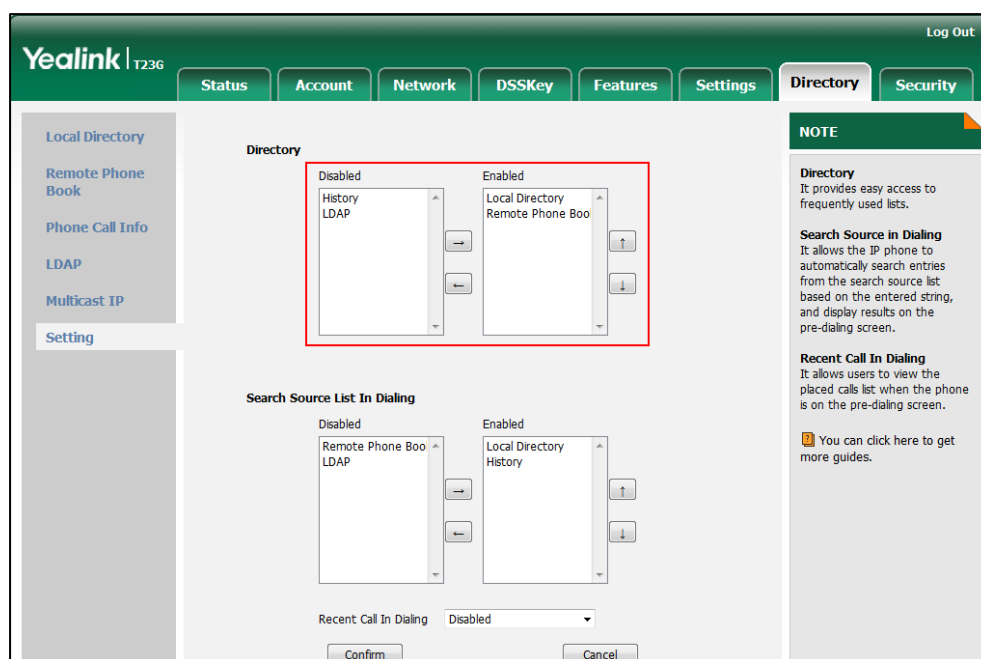 Log Out
Yealink T23G
Status Account Network DSSKey Features Settings Directory Security
Local Directory
Remote Phone
Book
Phone Call Info
LDAP
Multicast IP
Setting
Directory
Disabled Enabled
History
LDAP
Local Directory
Remote Phone Boo
→
←
↑
↓
Search Source List In Dialing
Disabled Enabled
Remote Phone Boo
LDAP
Local Directory
History
→
←
↑
↓
Recent Call In Dialing Disabled
Confirm Cancel
NOTE
Directory
It provides easy access to
frequently used lists.
Search Source in Dialing
It allows the IP phone to
automatically search entries
from the search source list
based on the entered string,
and display results on the
pre-dialing screen.
Recent Call In Dialing
It allows users to view the
placed calls list when the phone
is on the pre-dialing screen.
? You can click here to get
more guides.